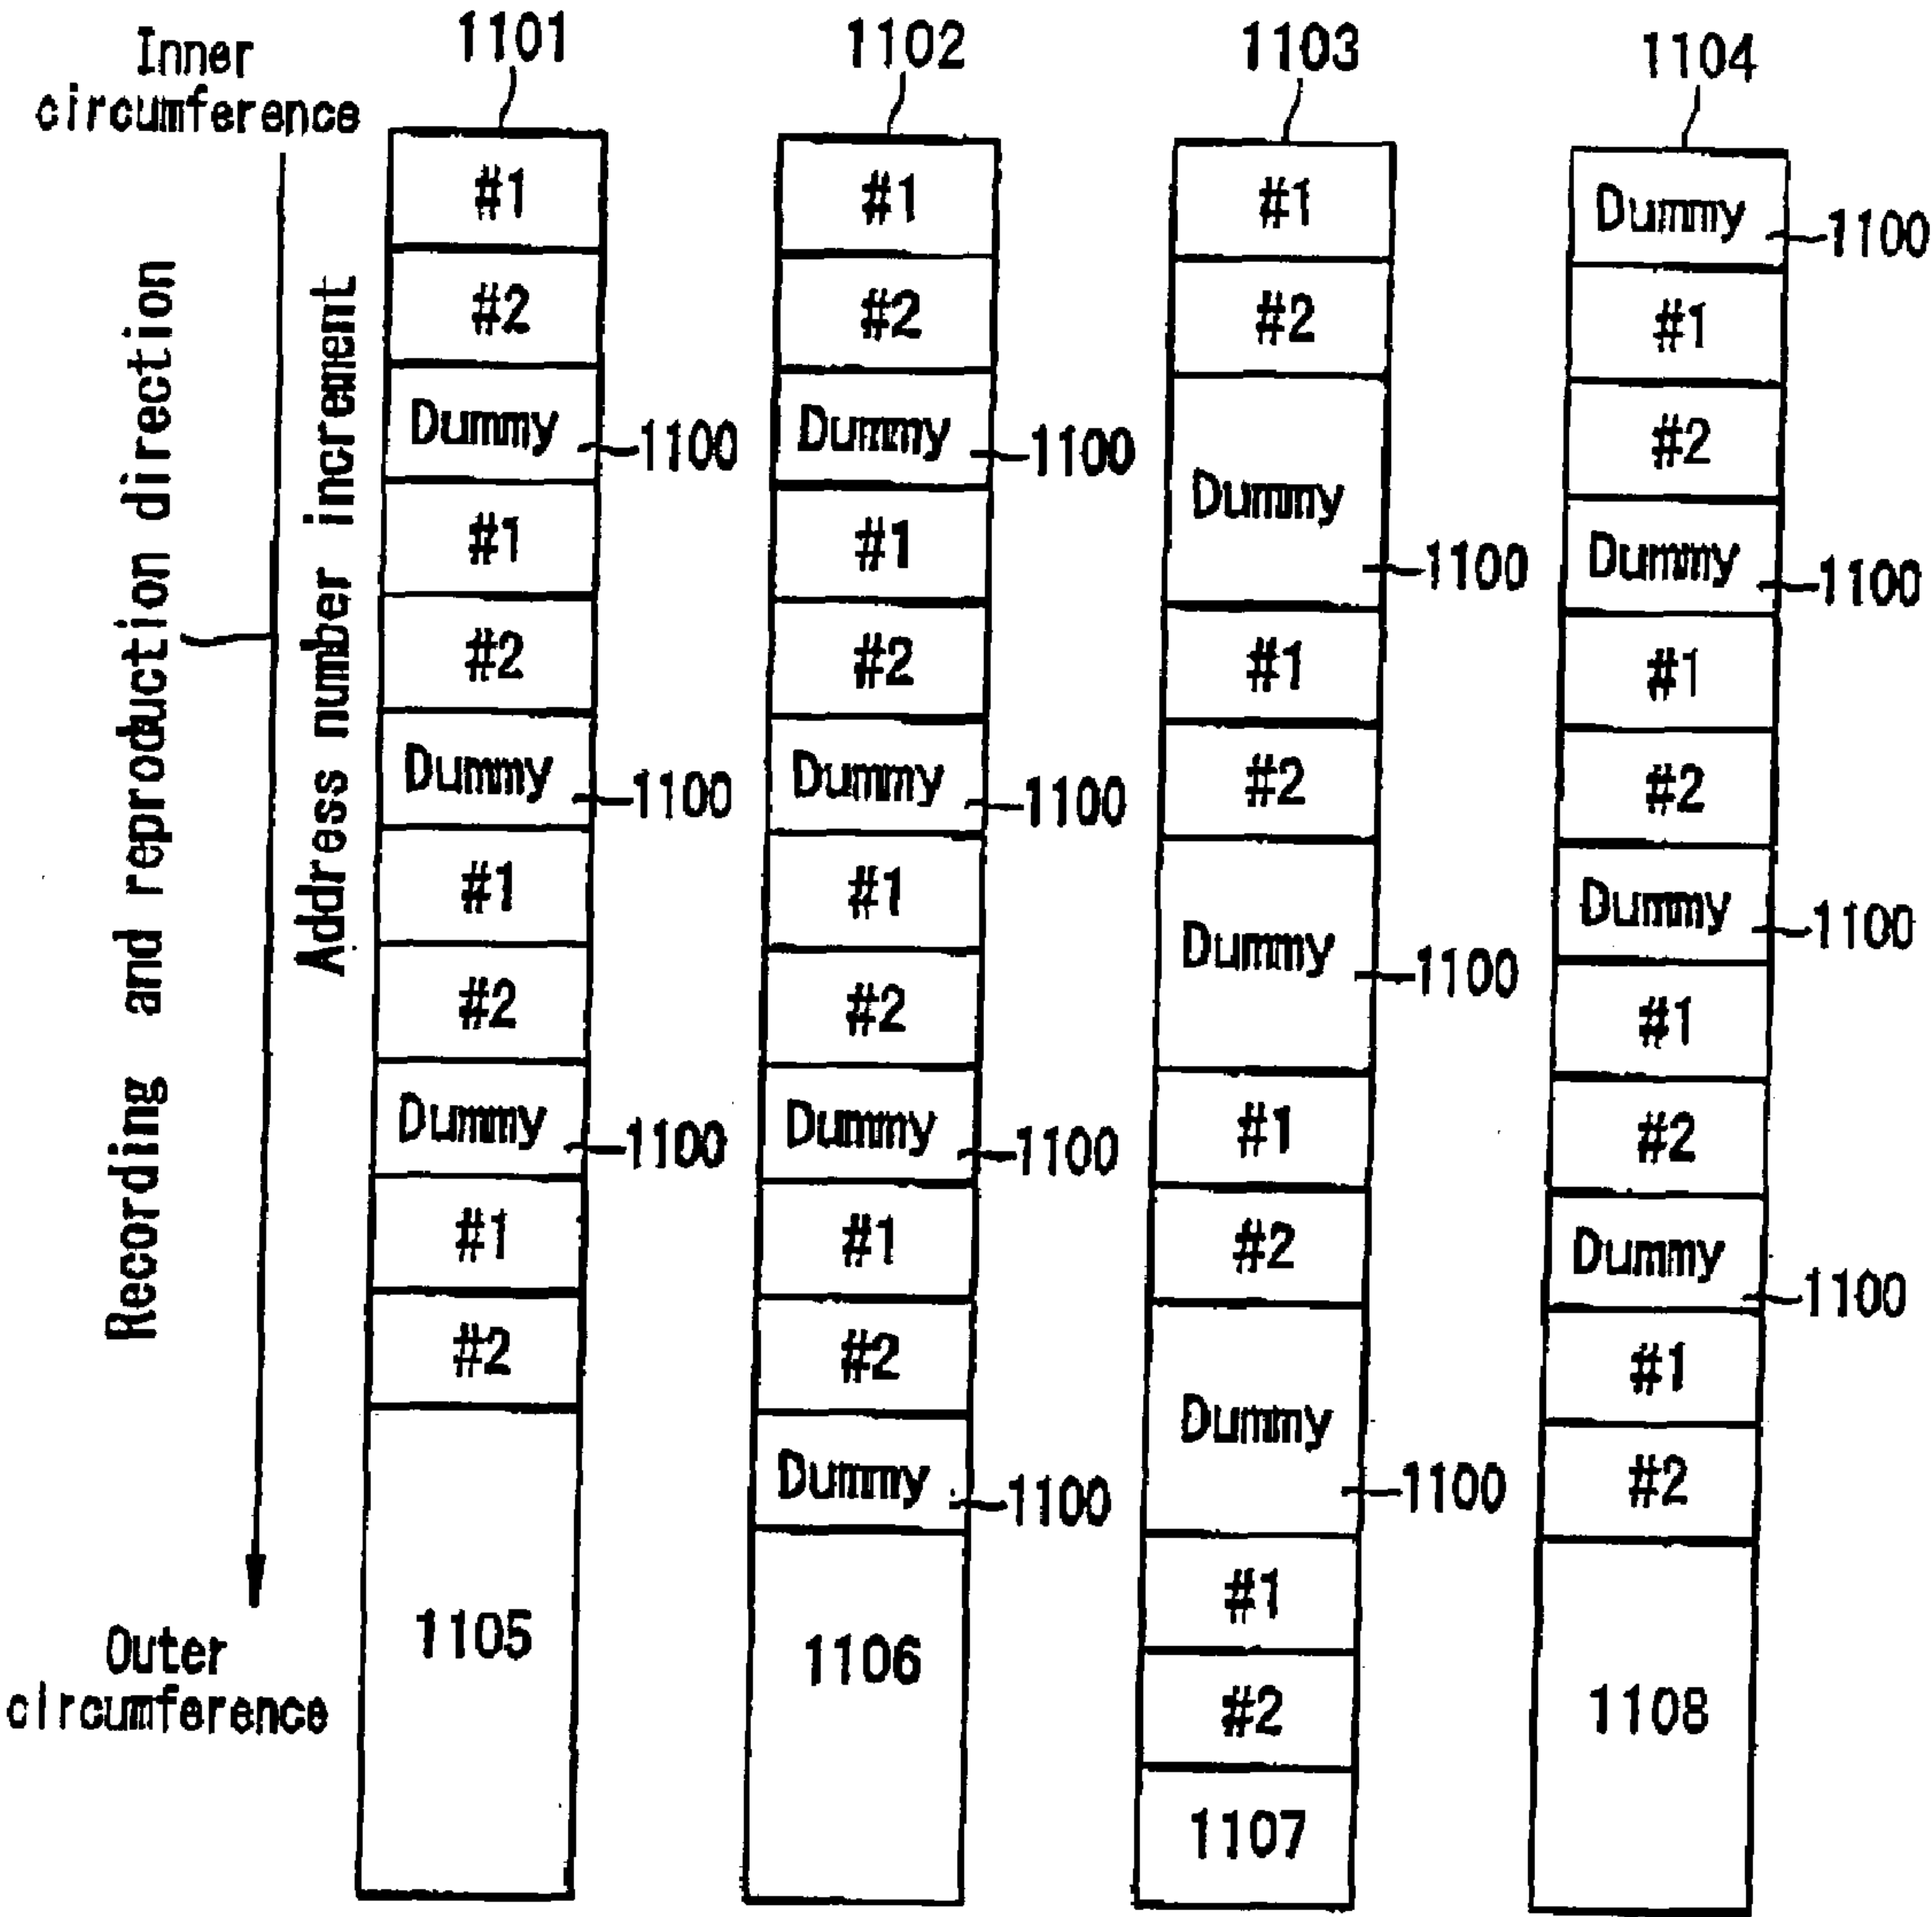 Inner
circumference
Recording and reproduction direction
Address number increment
Outer
circumference
1101
#1
#2
Dummy
1100
#1
#2
Dummy
1100
#1
#2
Dummy
1100
#1
#2
1105
1102
#1
#2
Dummy
1100
#1
#2
Dummy
1100
#1
#2
Dummy
1100
#1
#2
Dummy
1100
1106
1103
#1
#2
Dummy
1100
#1
#2
Dummy
1100
#1
#2
Dummy
1100
#1
#2
1107
1104
Dummy
1100
#1
#2
Dummy
1100
#1
#2
Dummy
1100
#1
#2
Dummy
1100
#1
#2
1108